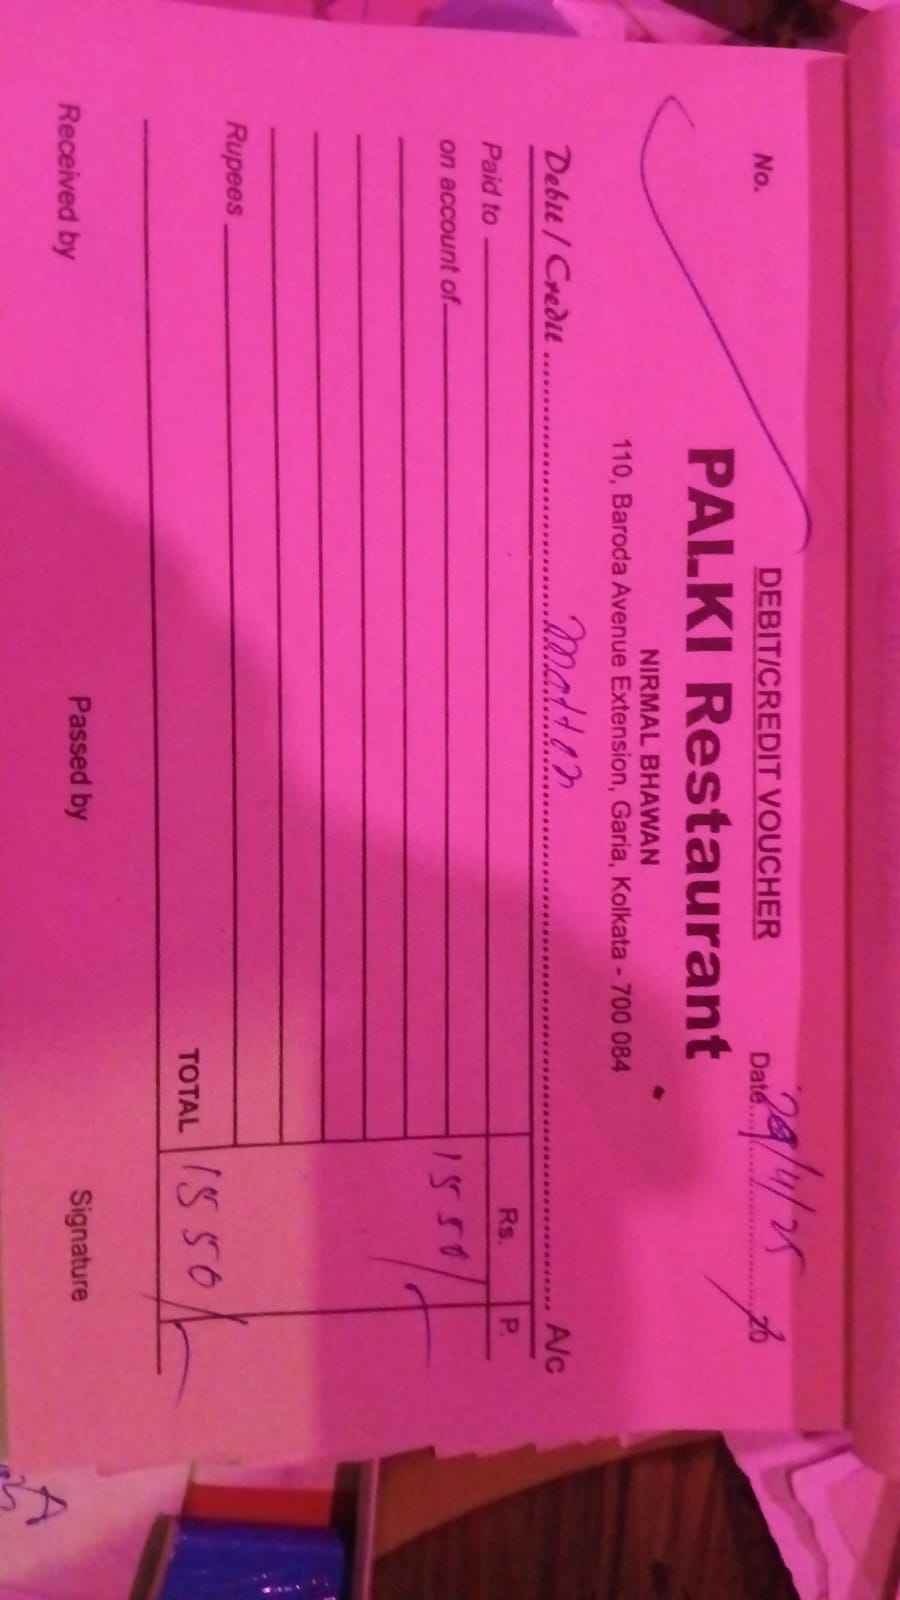 DEBIT/CREDIT VOUCHER
No. Date 29/4/25 20
PALKI Restaurant
NIRMAL BHAWAN
110, Baroda Avenue Extension, Garia, Kolkata - 700 084
Debit / Credit Motton A/c
Paid to Rs. P.
on account of 1550/-
Rupees
TOTAL 1550/-
Received by Passed by Signature